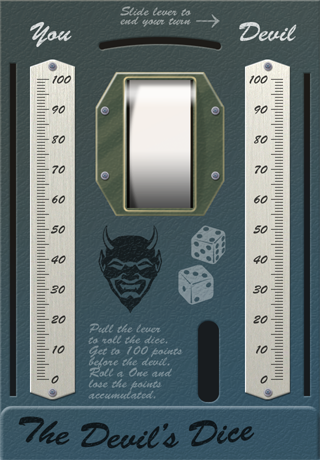 Slide lever to
end your turn
You
Devil
100
90
80
70
60
50
40
30
20
10
0
100
90
80
70
60
50
40
30
20
10
0
Pull the lever
to roll the dice.
Get to 100 points
before the devil.
Roll a One and
lose the points
accumulated.
The Devil's Dice